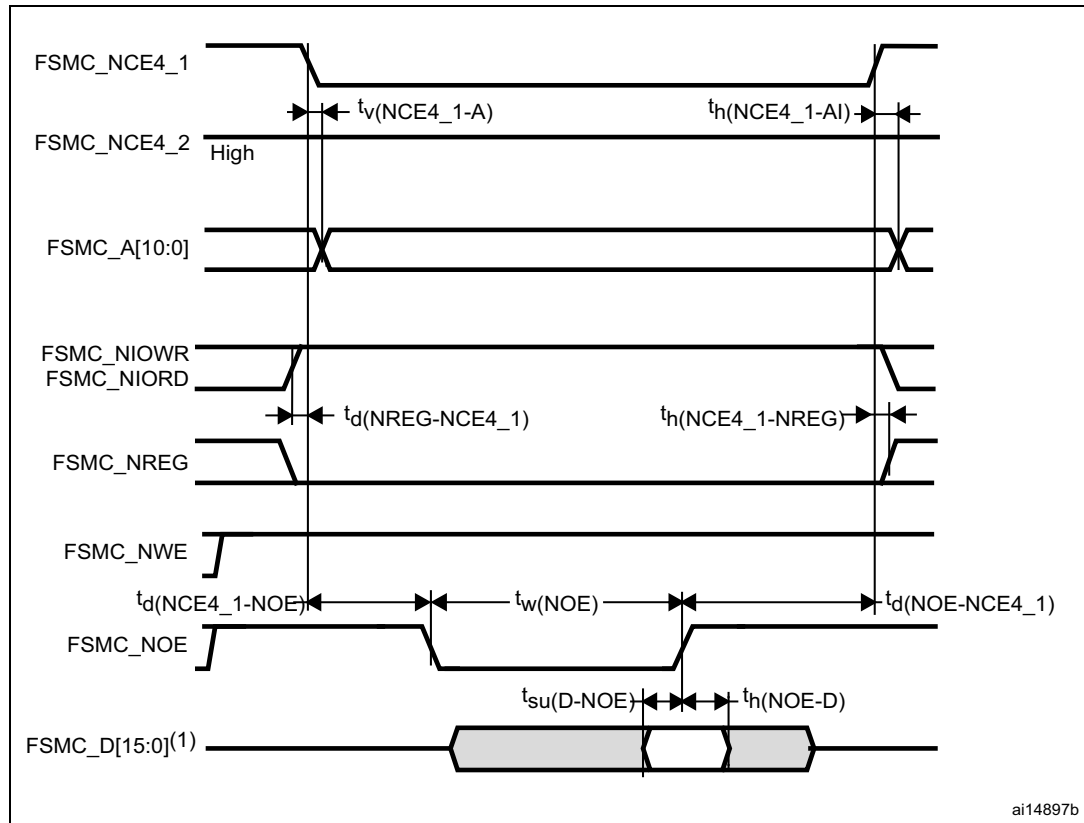 FSMC_NCE4_1
tv(NCE4_1-A)
th(NCE4_1-AI)
FSMC_NCE4_2
High
FSMC_A[10:0]
FSMC_NIOWR
FSMC_NIORD
td(NREG-NCE4_1)
th(NCE4_1-NREG)
FSMC_NREG
FSMC_NWE
td(NCE4_1-NOE)
tw(NOE)
td(NOE-NCE4_1)
FSMC_NOE
tsu(D-NOE)
th(NOE-D)
FSMC_D[15:0](1)
ai14897b